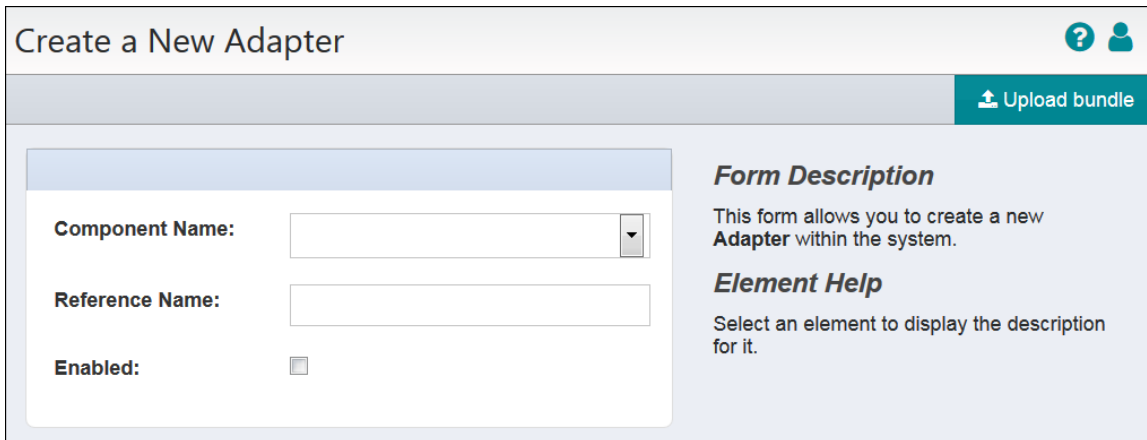 Create a New Adapter
Upload bundle
Component Name:
Reference Name:
Enabled:
Form Description
This form allows you to create a new
Adapter within the system.
Element Help
Select an element to display the description
for it.